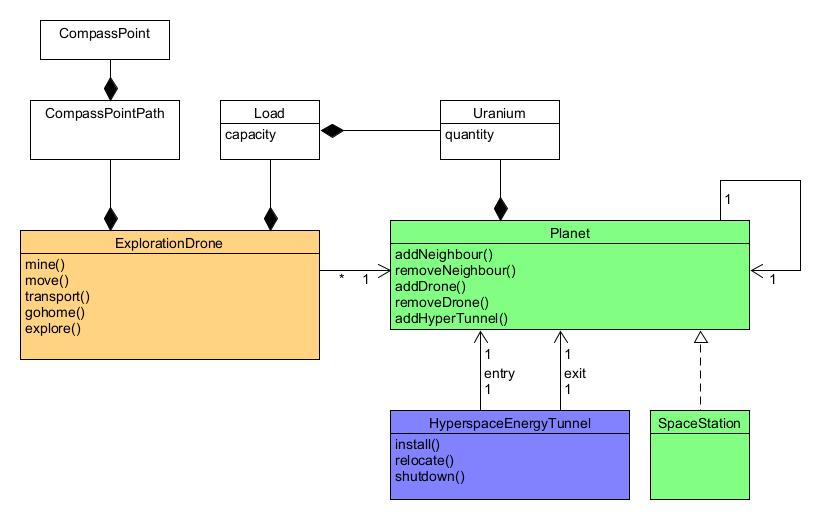 CompassPoint
CompassPointPath
Load
capacity
Uranium
quantity
ExplorationDrone
mine()
move()
transport()
gohome()
explore()
* 1
Planet
addNeighbour()
removeNeighbour()
addDrone()
removeDrone()
addHyperTunnel()
1
1
1
entry
1
1
exit
1
HyperspaceEnergyTunnel
install()
relocate()
shutdown()
SpaceStation